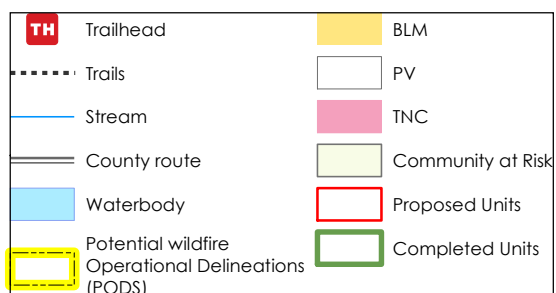 TH Trailhead
Trails
Stream
County route
Waterbody
Potential wildfire
Operational Delineations
(PODS)
BLM
PV
TNC
Community at Risk
Proposed Units
Completed Units